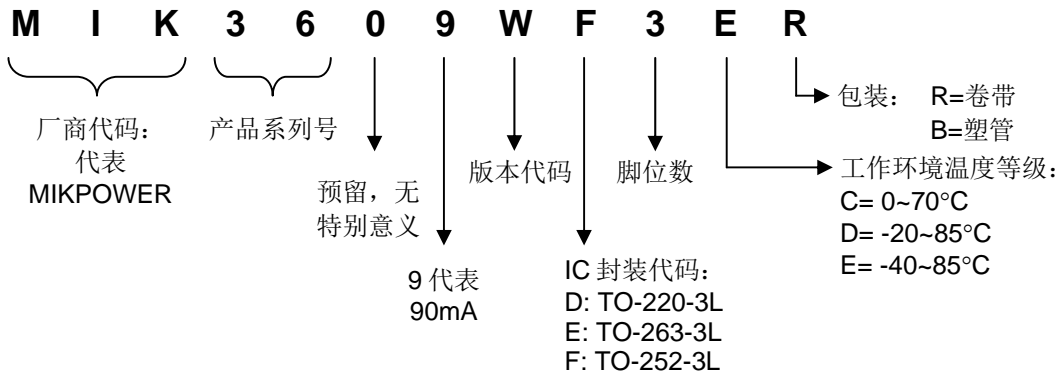 M I K 3 6 0 9 W F 3 E R
厂商代码：
代表
MIKPOWER
产品系列号
预留，无
特别意义
9 代表
90mA
版本代码
IC 封装代码：
D: TO-220-3L
E: TO-263-3L
F: TO-252-3L
脚位数
包装： R=卷带
B=塑管
工作环境温度等级：
C= 0~70°C
D= -20~85°C
E= -40~85°C